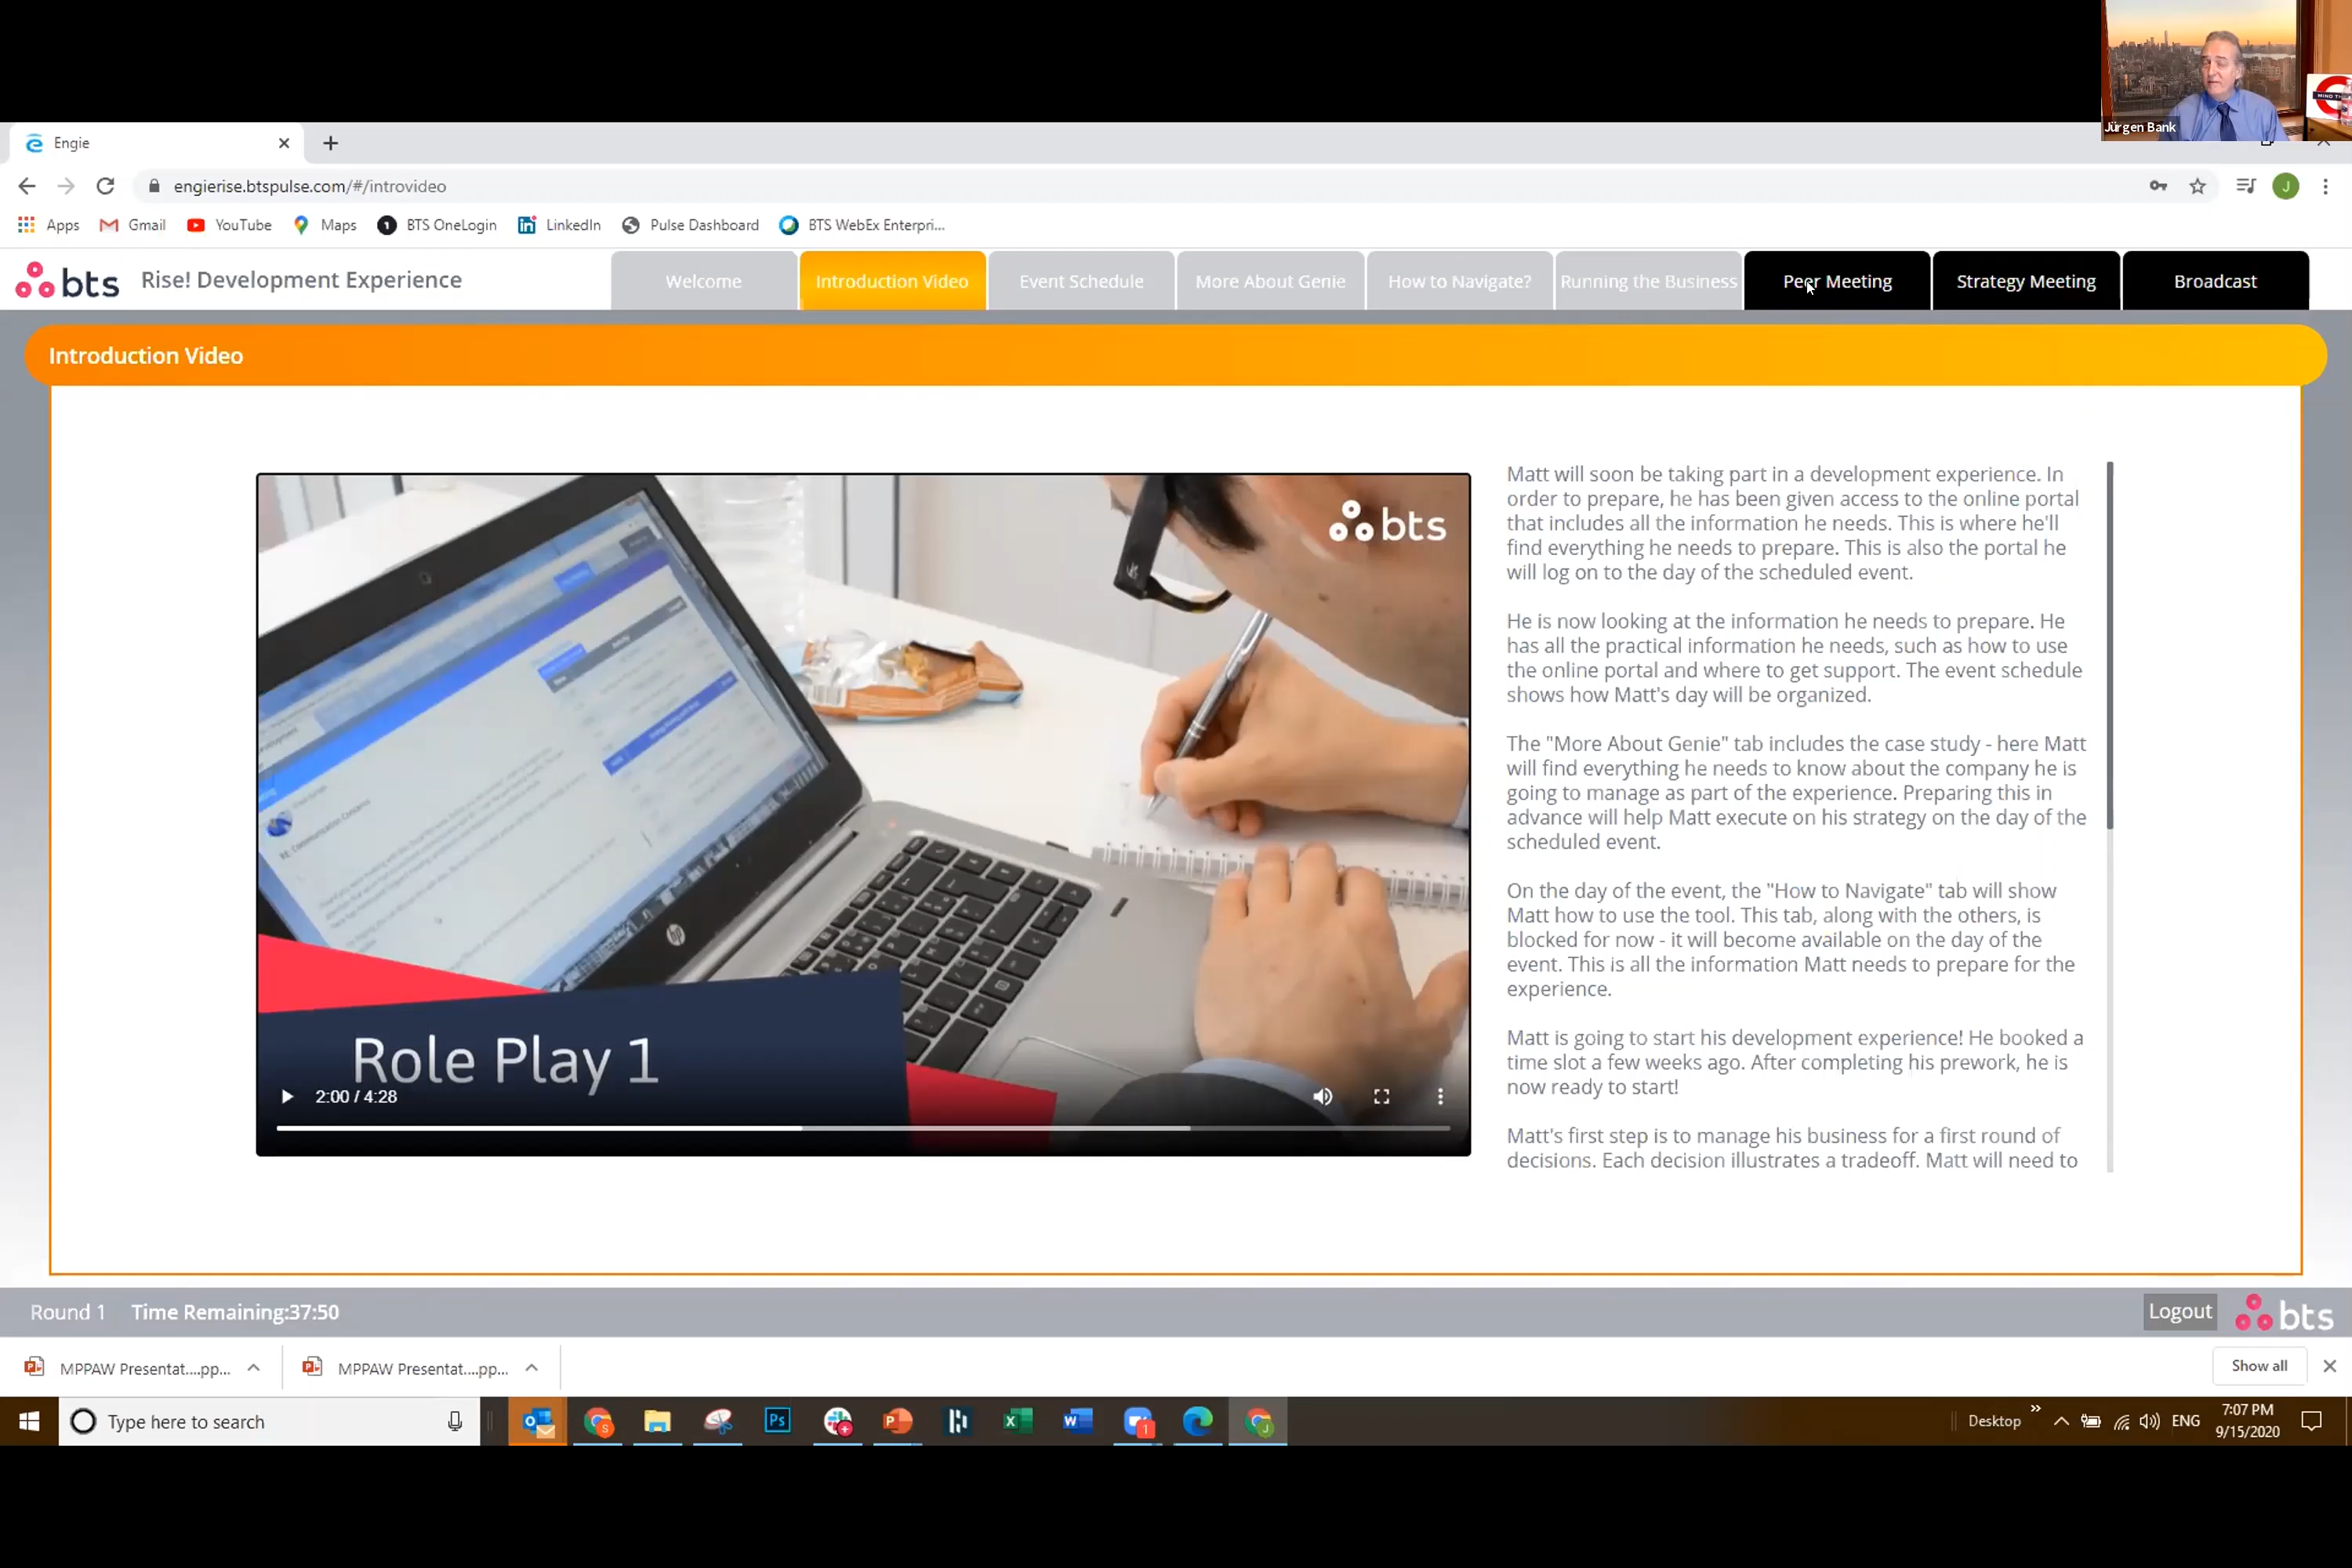 Jürgen Bank
MIND TH
Engie
engierise.btspulse.com/#/introvideo
J
Apps
Gmail
YouTube
Maps
BTS OneLogin
LinkedIn
Pulse Dashboard
BTS WebEx Enterpri...
bts
Rise! Development Experience
Welcome
Introduction Video
Event Schedule
More About Genie
How to Navigate?
Running the Business
Peer Meeting
Strategy Meeting
Broadcast
Introduction Video
bts
hp
Role Play 1
2:00 / 4:28
Matt will soon be taking part in a development experience. In
order to prepare, he has been given access to the online portal
that includes all the information he needs. This is where he'll
find everything he needs to prepare. This is also the portal he
will log on to the day of the scheduled event.
He is now looking at the information he needs to prepare. He
has all the practical information he needs, such as how to use
the online portal and where to get support. The event schedule
shows how Matt's day will be organized.
The "More About Genie" tab includes the case study - here Matt
will find everything he needs to know about the company he is
going to manage as part of the experience. Preparing this in
advance will help Matt execute on his strategy on the day of the
scheduled event.
On the day of the event, the "How to Navigate" tab will show
Matt how to use the tool. This tab, along with the others, is
blocked for now - it will become available on the day of the
event. This is all the information Matt needs to prepare for the
experience.
Matt is going to start his development experience! He booked a
time slot a few weeks ago. After completing his prework, he is
now ready to start!
Matt's first step is to manage his business for a first round of
decisions. Each decision illustrates a tradeoff. Matt will need to
Round 1
Time Remaining:37:50
Logout
bts
MPPAW Presentat....pp...
MPPAW Presentat....pp...
Show all
Type here to search
Desktop
ENG
7:07 PM
9/15/2020